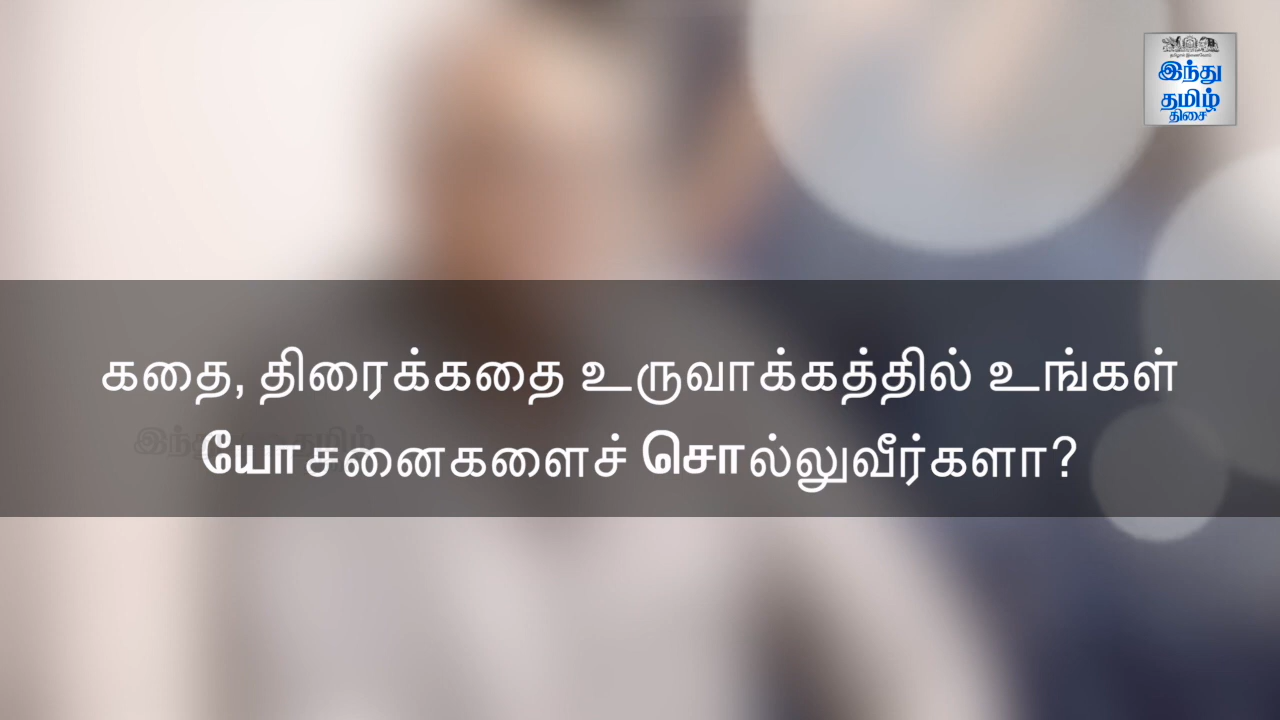 இந்து
தமிழ்
திசை
கதை, திரைக்கதை உருவாக்கத்தில் உங்கள்
யோசனைகளைச் சொல்லுவீர்களா?